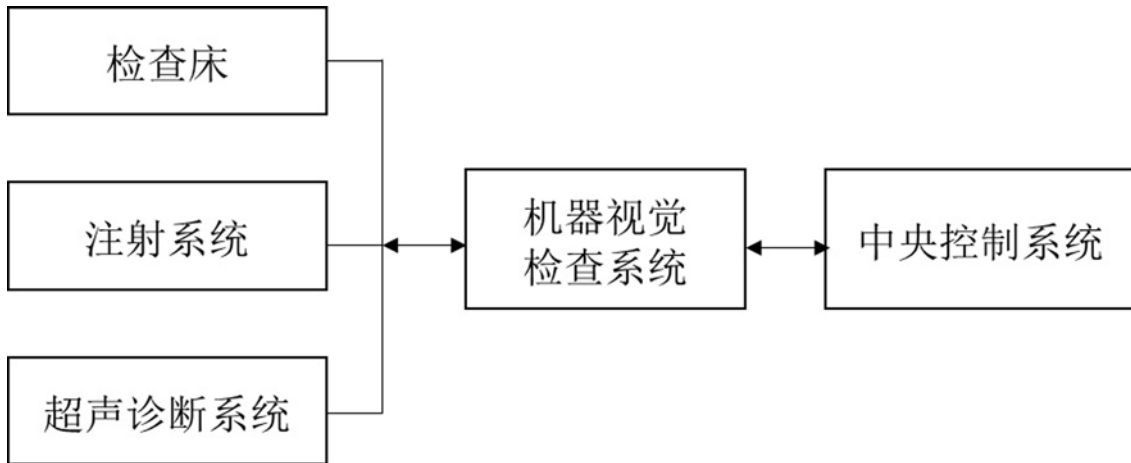 检查床
注射系统
超声诊断系统
机器视觉
检查系统
中央控制系统